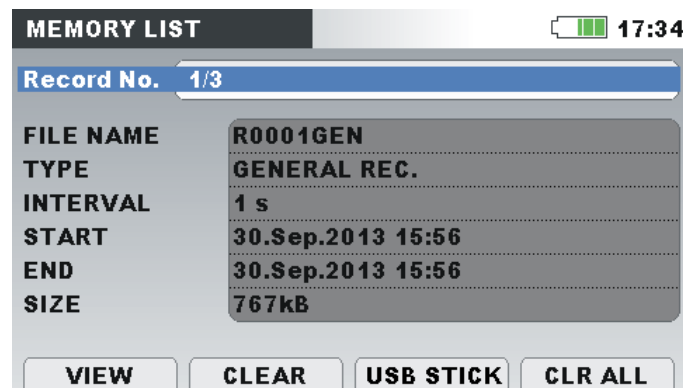 MEMORY LIST 17:34
Record No. 1/3
FILE NAME R0001GEN
TYPE GENERAL REC.
INTERVAL 1 s
START 30.Sep.2013 15:56
END 30.Sep.2013 15:56
SIZE 767kB
VIEW CLEAR USB STICK CLR ALL